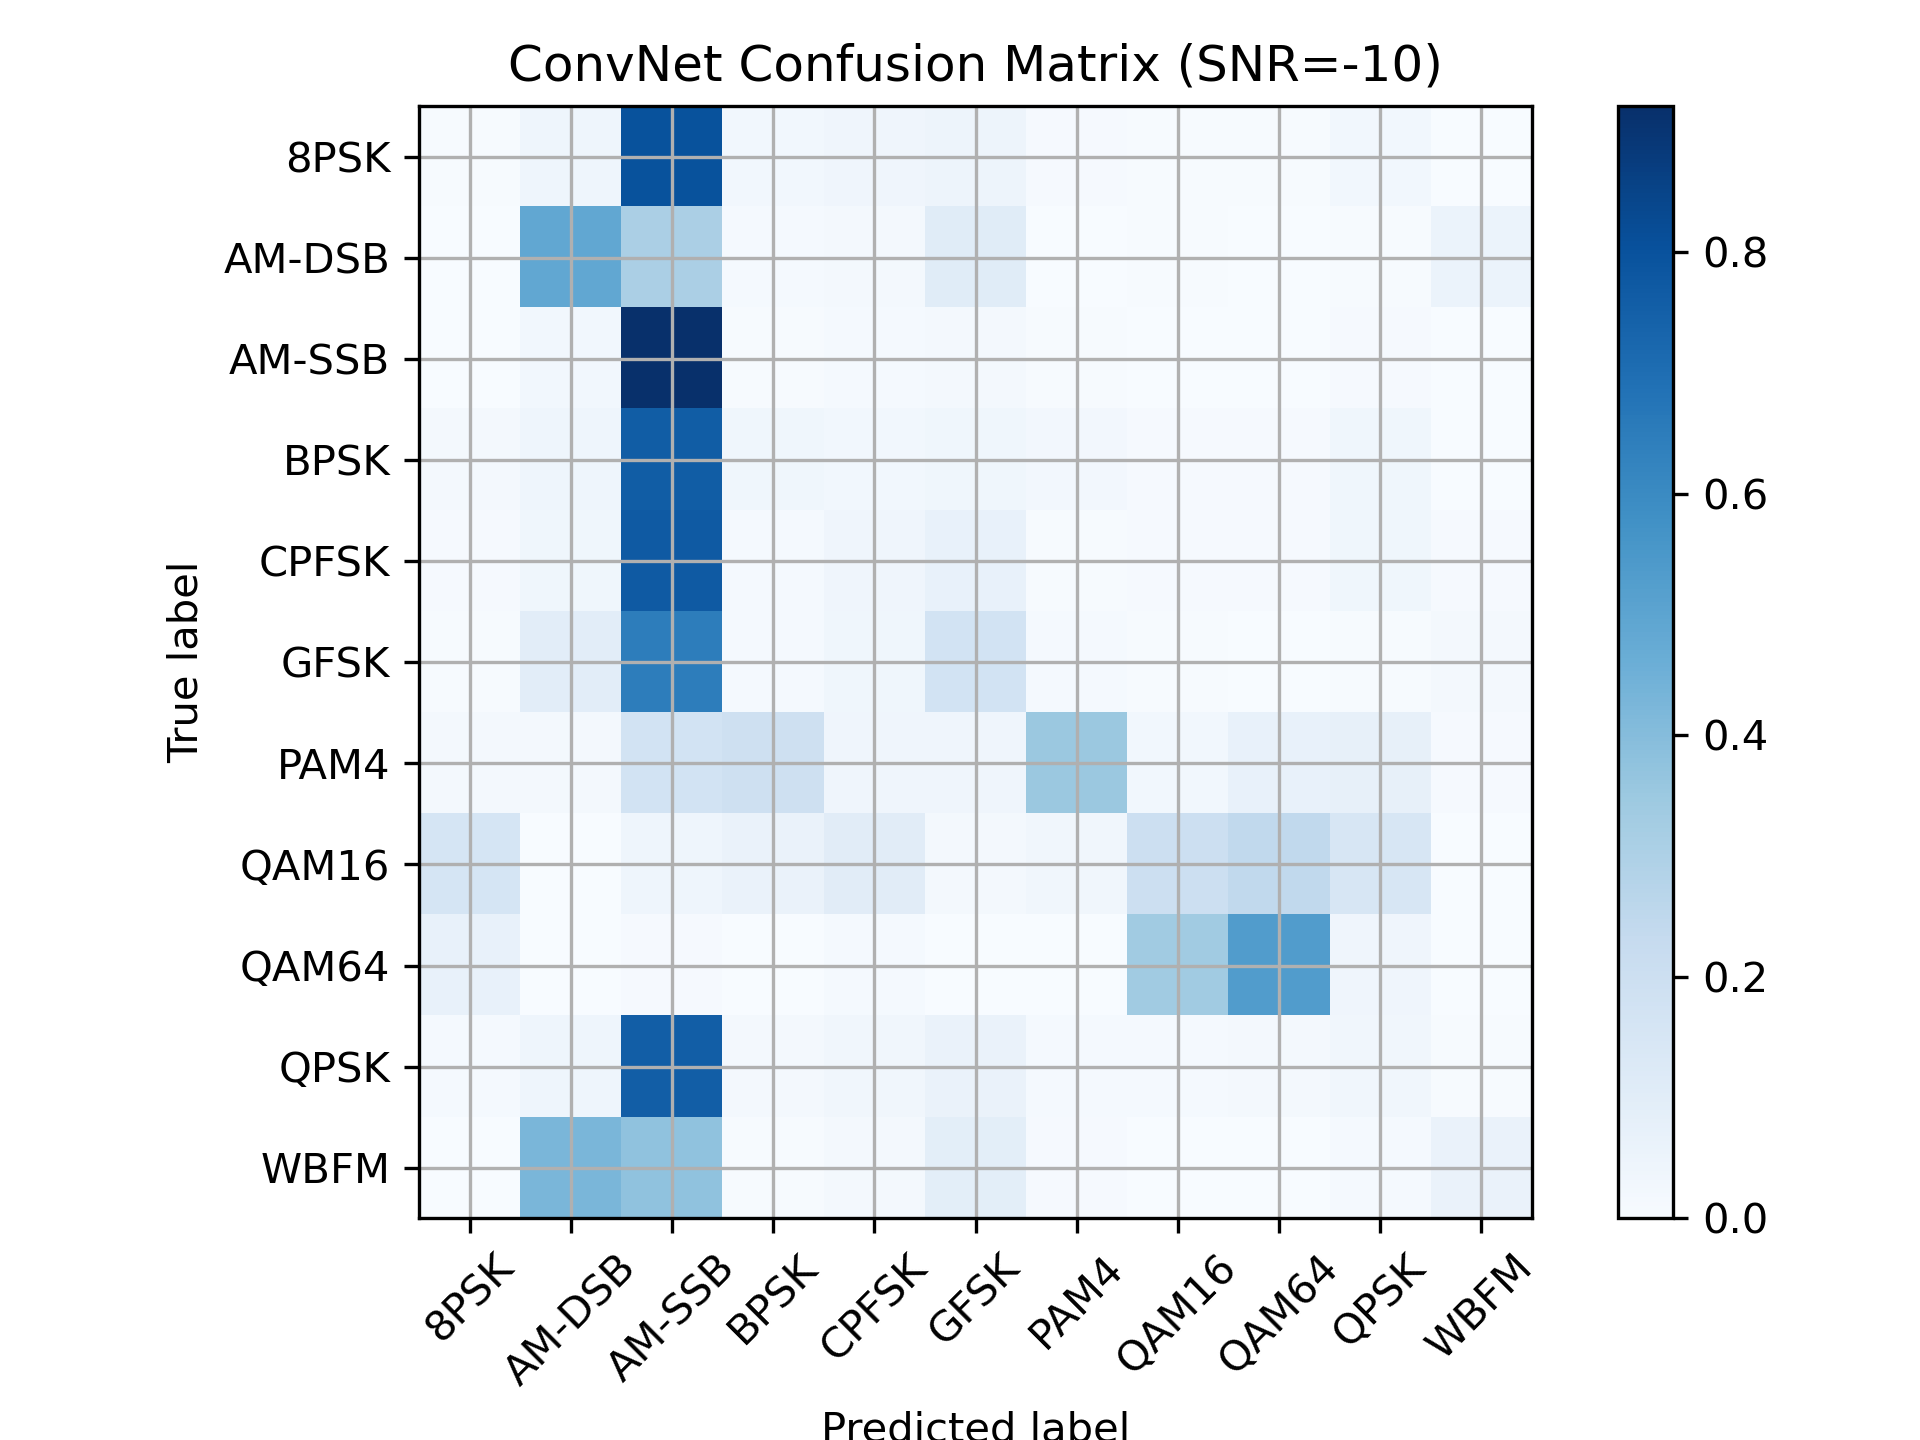 ConvNet Confusion Matrix (SNR=-10)
True label
8PSK
AM-DSB
AM-SSB
BPSK
CPFSK
GFSK
PAM4
QAM16
QAM64
QPSK
WBFM
8PSK
AM-DSB
AM-SSB
BPSK
CPFSK
GFSK
PAM4
QAM16
QAM64
QPSK
WBFM
Predicted label
0.8
0.6
0.4
0.2
0.0